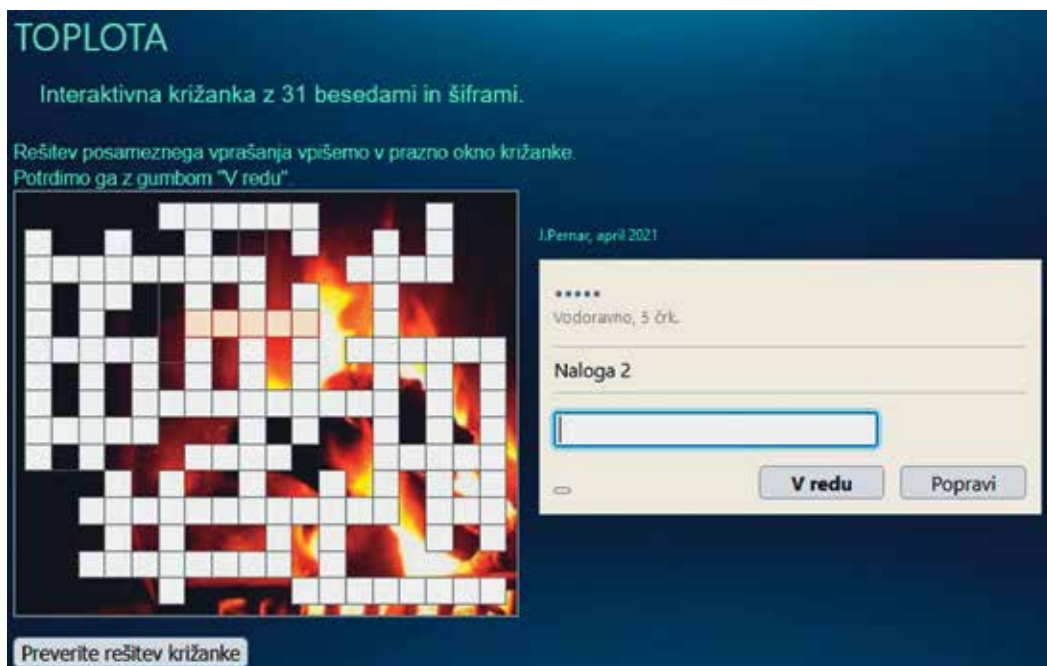 TOPLOTA
Interaktivna križanka z 31 besedami in šiframi.
Rešitev posameznega vprašanja vpišemo v prazno okno križanke.
Potrdimo ga z gumbom "V redu".
J.Pernar, april 2021
*****
Vodoravno, 5 črk.
Naloga 2
V redu
Popravi
Preverite rešitev križanke